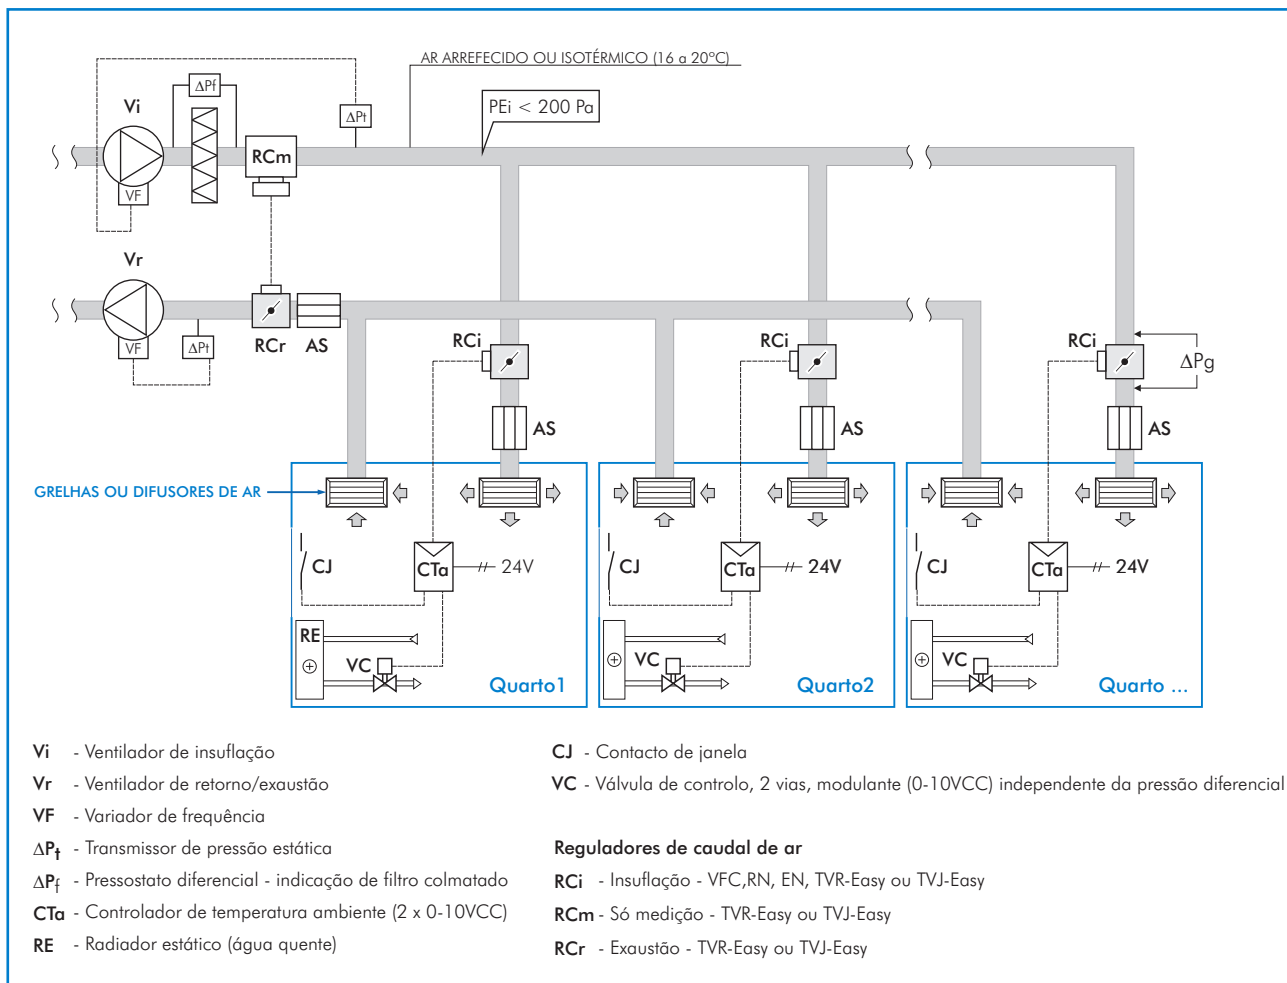 AR ARREFECIDO OU ISOTÉRMICO (16 a 20ºC)
ΔPf
Vi
ΔPt
PEi < 200 Pa
RCm
VF
Vr
VF
ΔPt
RCr
AS
RCi
RCi
RCi
ΔPg
AS
AS
AS
GRELHAS OU DIFUSORES DE AR
CJ
CTa
24V
CJ
CTa
24V
CJ
CTa
24V
RE
VC
Quarto1
VC
Quarto2
VC
Quarto ...
Vi - Ventilador de insuflação
Vr - Ventilador de retorno/exaustão
VF - Variador de frequência
ΔPt - Transmissor de pressão estática
ΔPf - Pressostato diferencial - indicação de filtro colmatado
CTa - Controlador de temperatura ambiente (2 x 0-10VCC)
RE - Radiador estático (água quente)
CJ - Contacto de janela
VC - Válvula de controlo, 2 vias, modulante (0-10VCC) independente da pressão diferencial
Reguladores de caudal de ar
RCi - Insuflação - VFC,RN, EN, TVR-Easy ou TVJ-Easy
RCm - Só medição - TVR-Easy ou TVJ-Easy
RCr - Exaustão - TVR-Easy ou TVJ-Easy